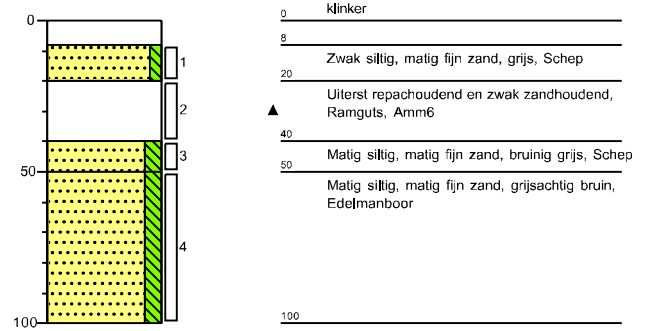 0
50
100
1
2
3
4
0
klinker
8
Zwak siltig, matig fijn zand, grijs, Schep
20
Uiterst repachoudend en zwak zandhoudend,
Ramguts, Amm6
40
Matig siltig, matig fijn zand, bruinig grijs, Schep
50
Matig siltig, matig fijn zand, grijsachtig bruin,
Edelmanboor
100